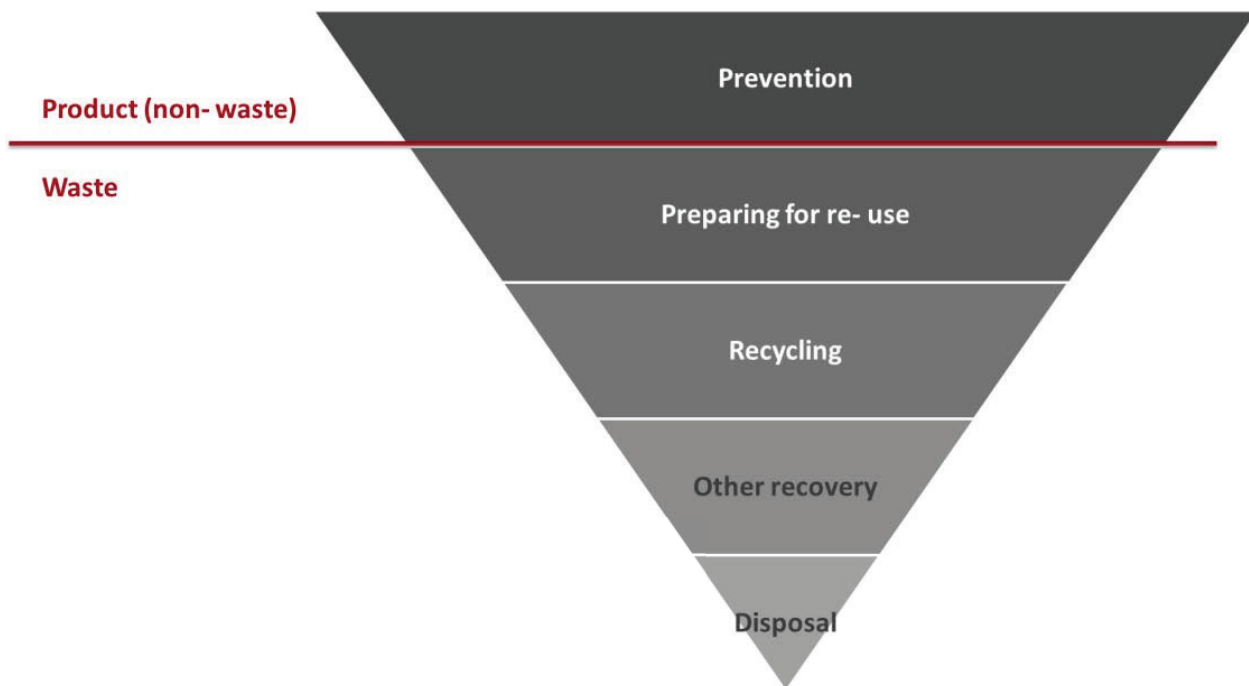 Prevention
Product (non- waste)
Waste
Preparing for re- use
Recycling
Other recovery
Disposal